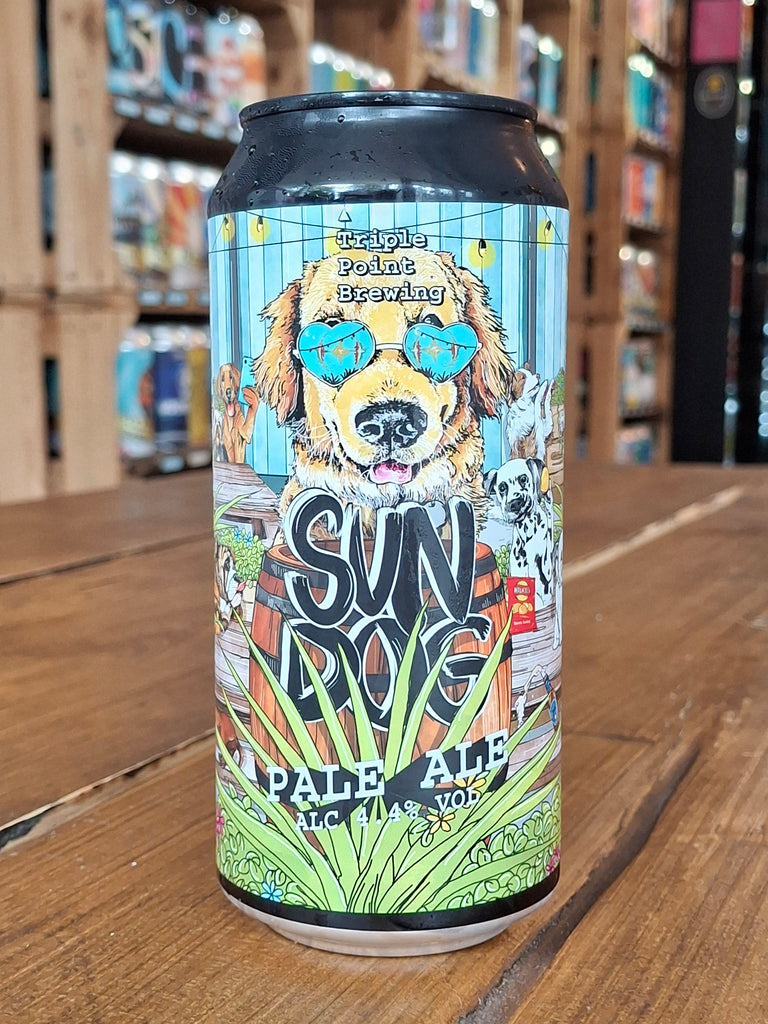 Triple
Point
Brewing
SUN
DOG
PALE ALE
ALC 4.4% VOL